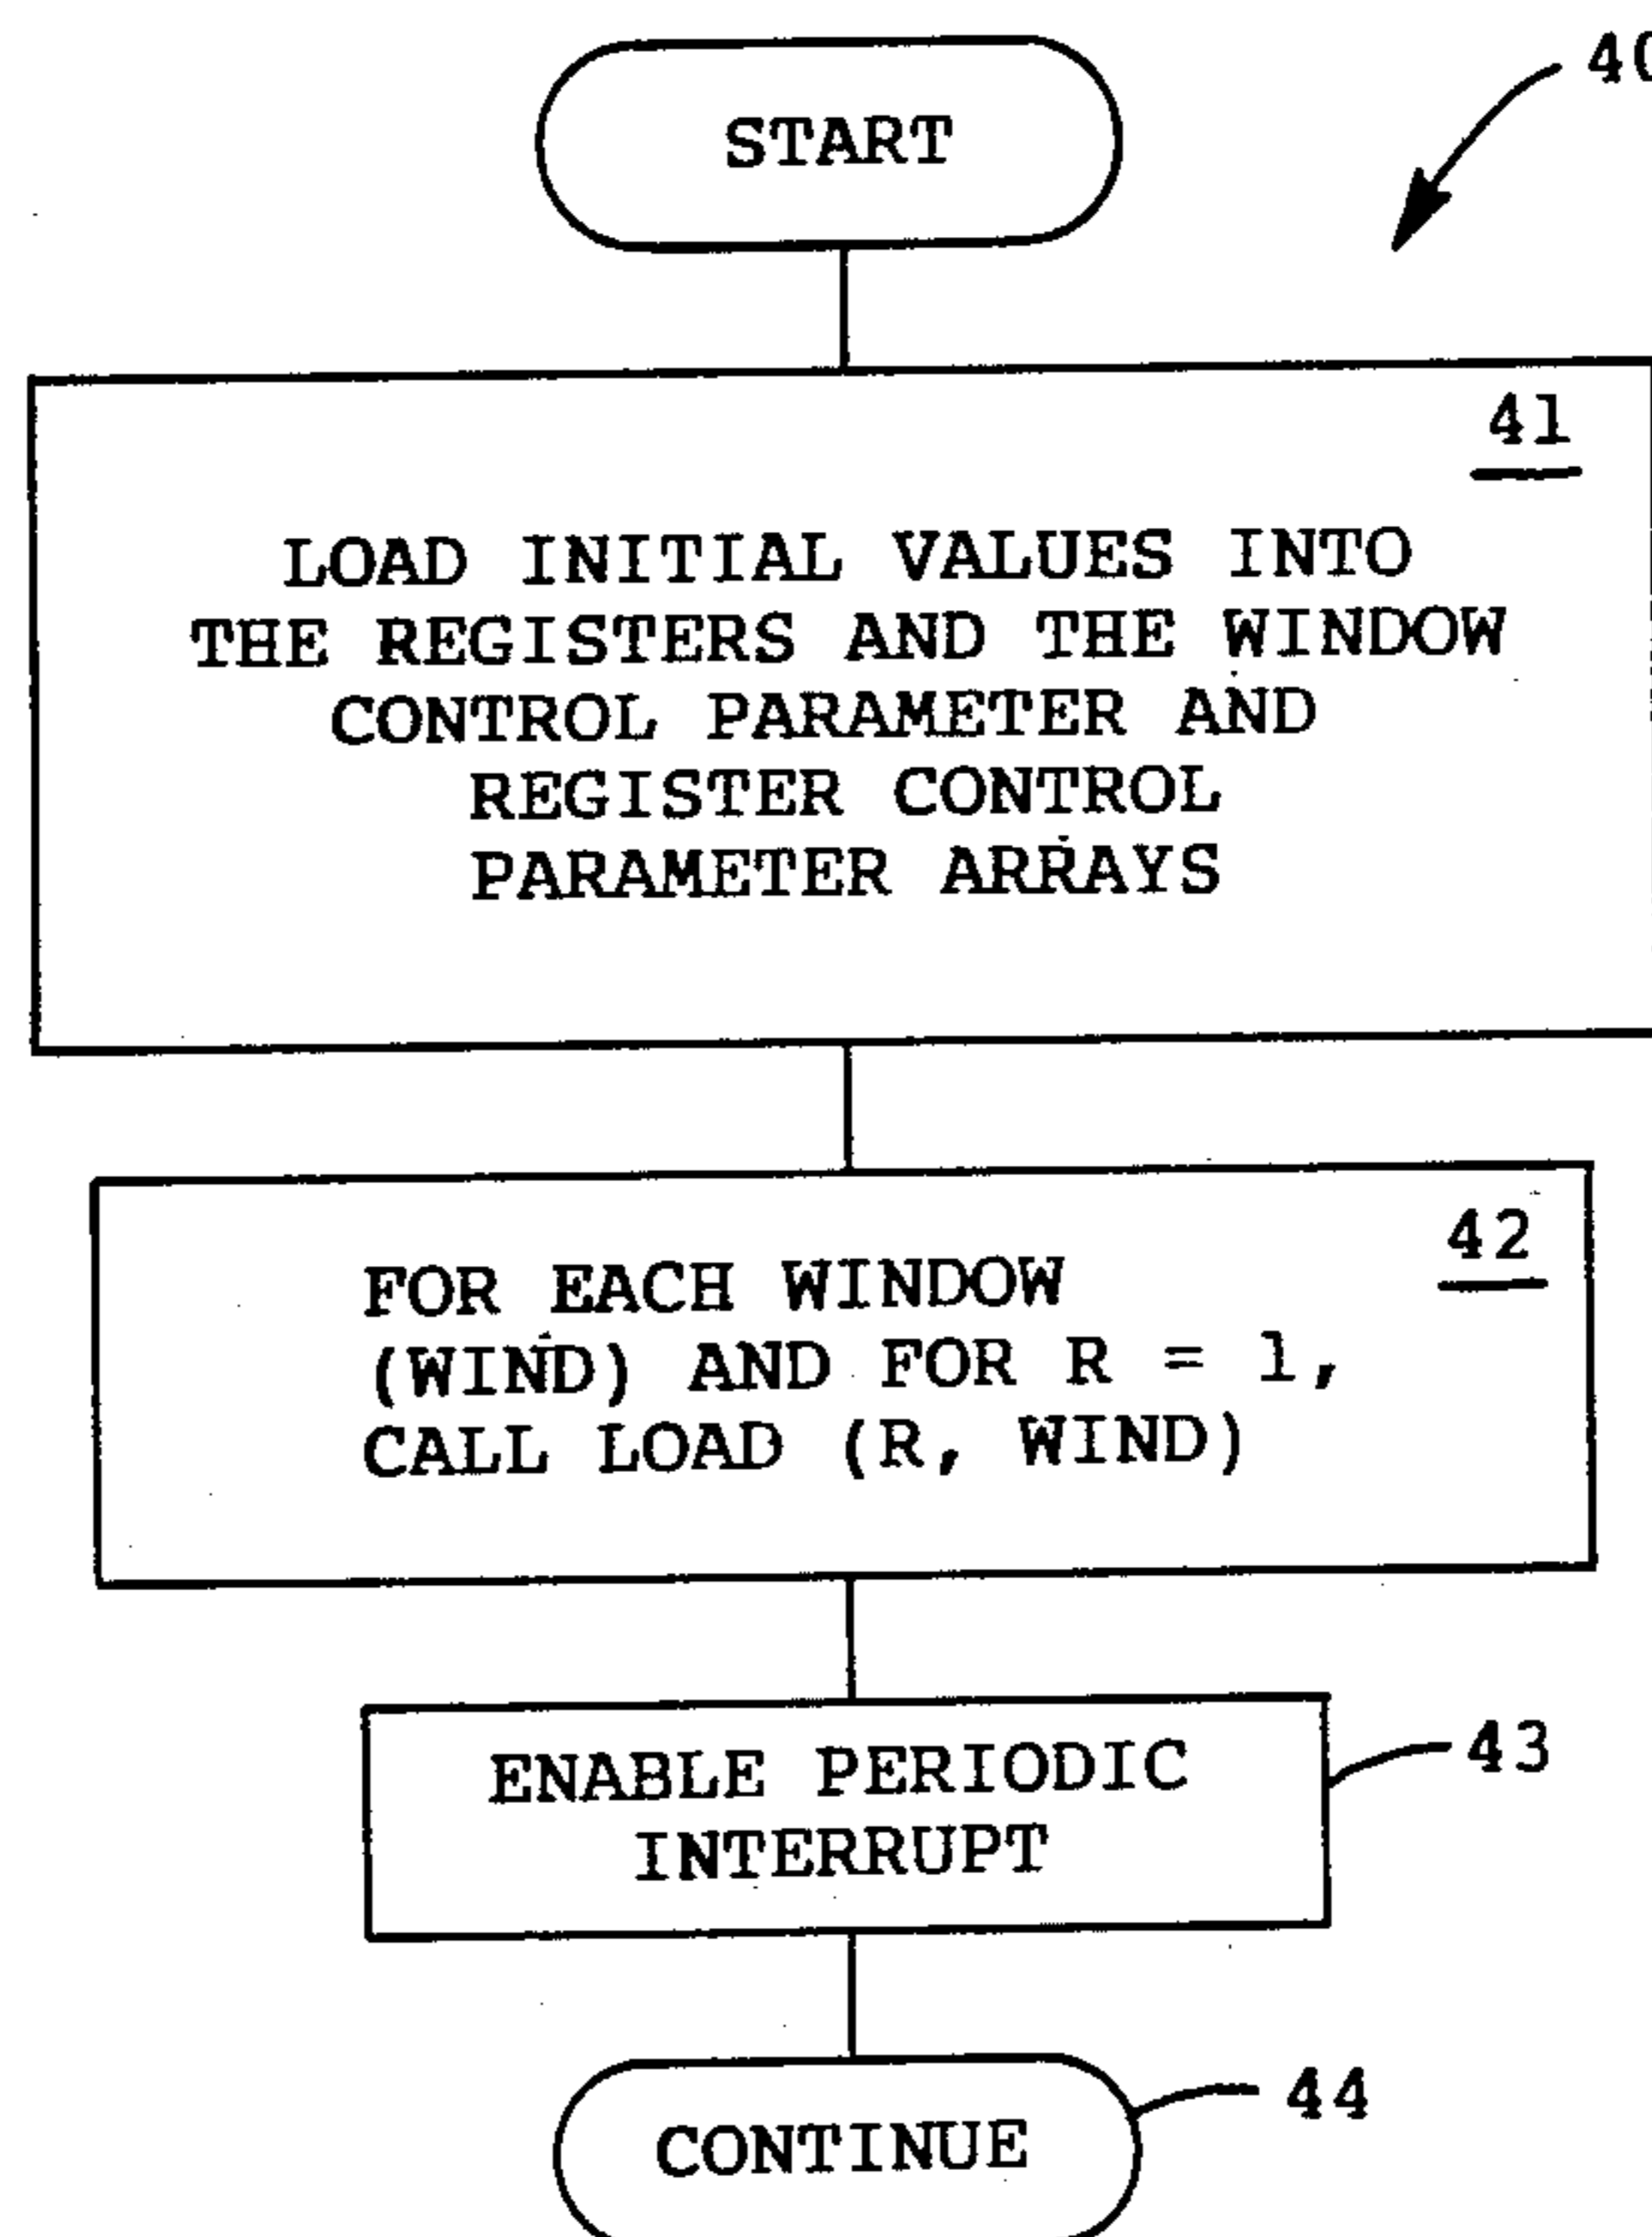 START
40
41
LOAD INITIAL VALUES INTO
THE REGISTERS AND THE WINDOW
CONTROL PARAMETER AND
REGISTER CONTROL
PARAMETER ARRAYS
42
FOR EACH WINDOW
(WIND) AND FOR R = 1,
CALL LOAD (R, WIND)
ENABLE PERIODIC
INTERRUPT
43
CONTINUE
44